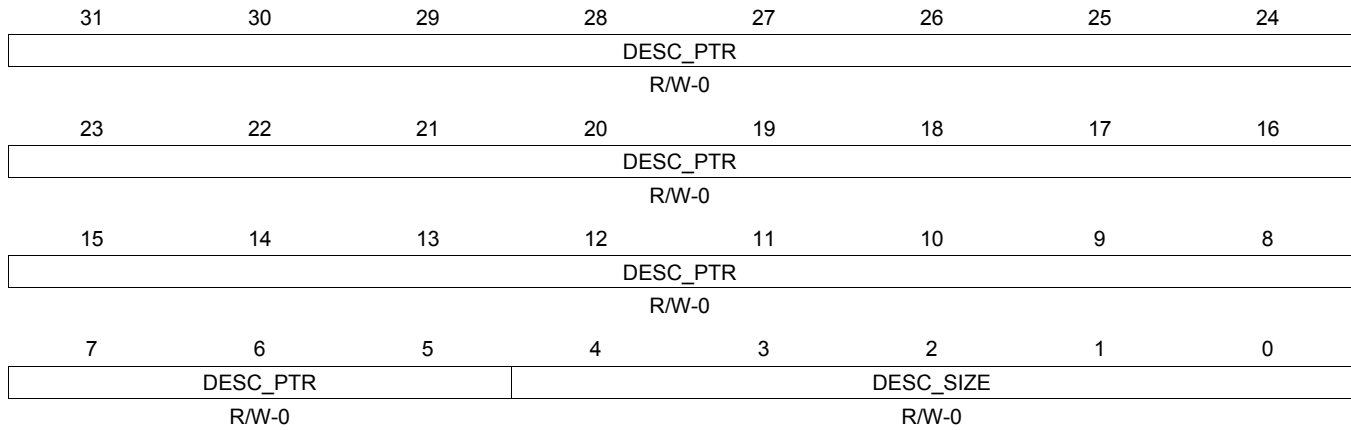 31 30 29 28 27 26 25 24
DESC_PTR
R/W-0
23 22 21 20 19 18 17 16
DESC_PTR
R/W-0
15 14 13 12 11 10 9 8
DESC_PTR
R/W-0
7 6 5 4 3 2 1 0
DESC_PTR DESC_SIZE
R/W-0 R/W-0